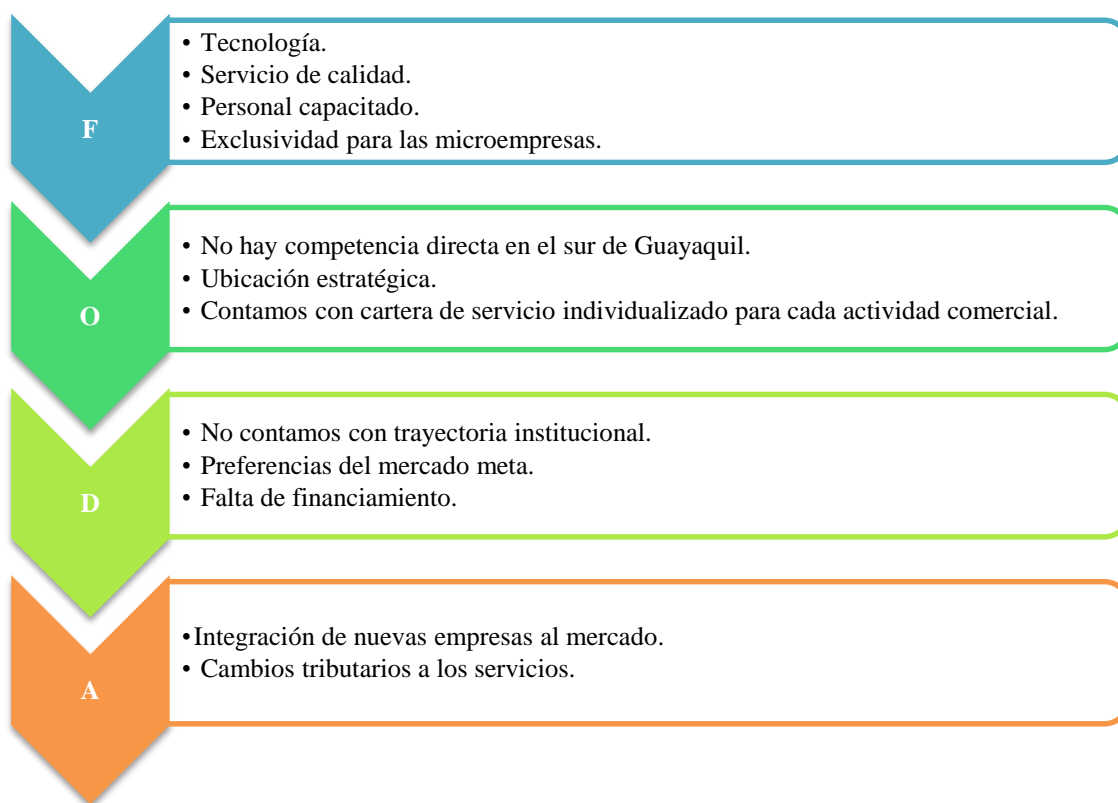 • Tecnología.
• Servicio de calidad.
• Personal capacitado.
F
• Exclusividad para las microempresas.
• No hay competencia directa en el sur de Guayaquil.
• Ubicación estratégica.
O
• Contamos con cartera de servicio individualizado para cada actividad comercial.
• No contamos con trayectoria institucional.
• Preferencias del mercado meta.
D
• Falta de financiamiento.
•Integración de nuevas empresas al mercado.
• Cambios tributarios a los servicios.
A